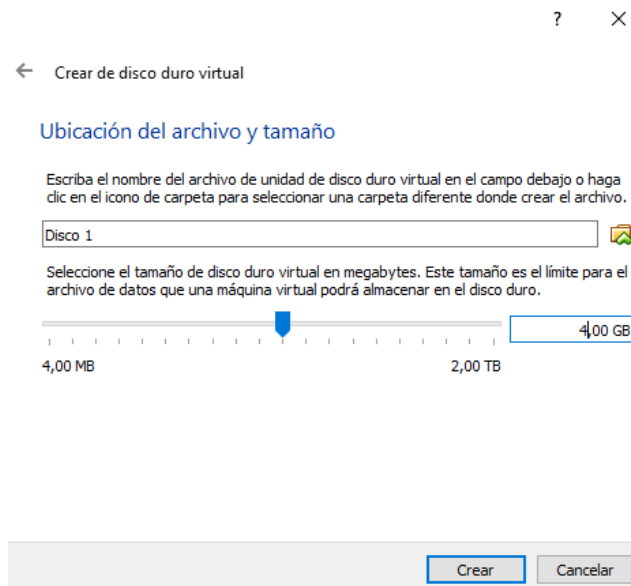 ? ×
← Crear de disco duro virtual
Ubicación del archivo y tamaño
Escriba el nombre del archivo de unidad de disco duro virtual en el campo debajo o haga
clic en el icono de carpeta para seleccionar una carpeta diferente donde crear el archivo.
Disco 1
Seleccione el tamaño de disco duro virtual en megabytes. Este tamaño es el límite para el
archivo de datos que una máquina virtual podrá almacenar en el disco duro.
4,00 GB
4,00 MB 2,00 TB
Crear Cancelar